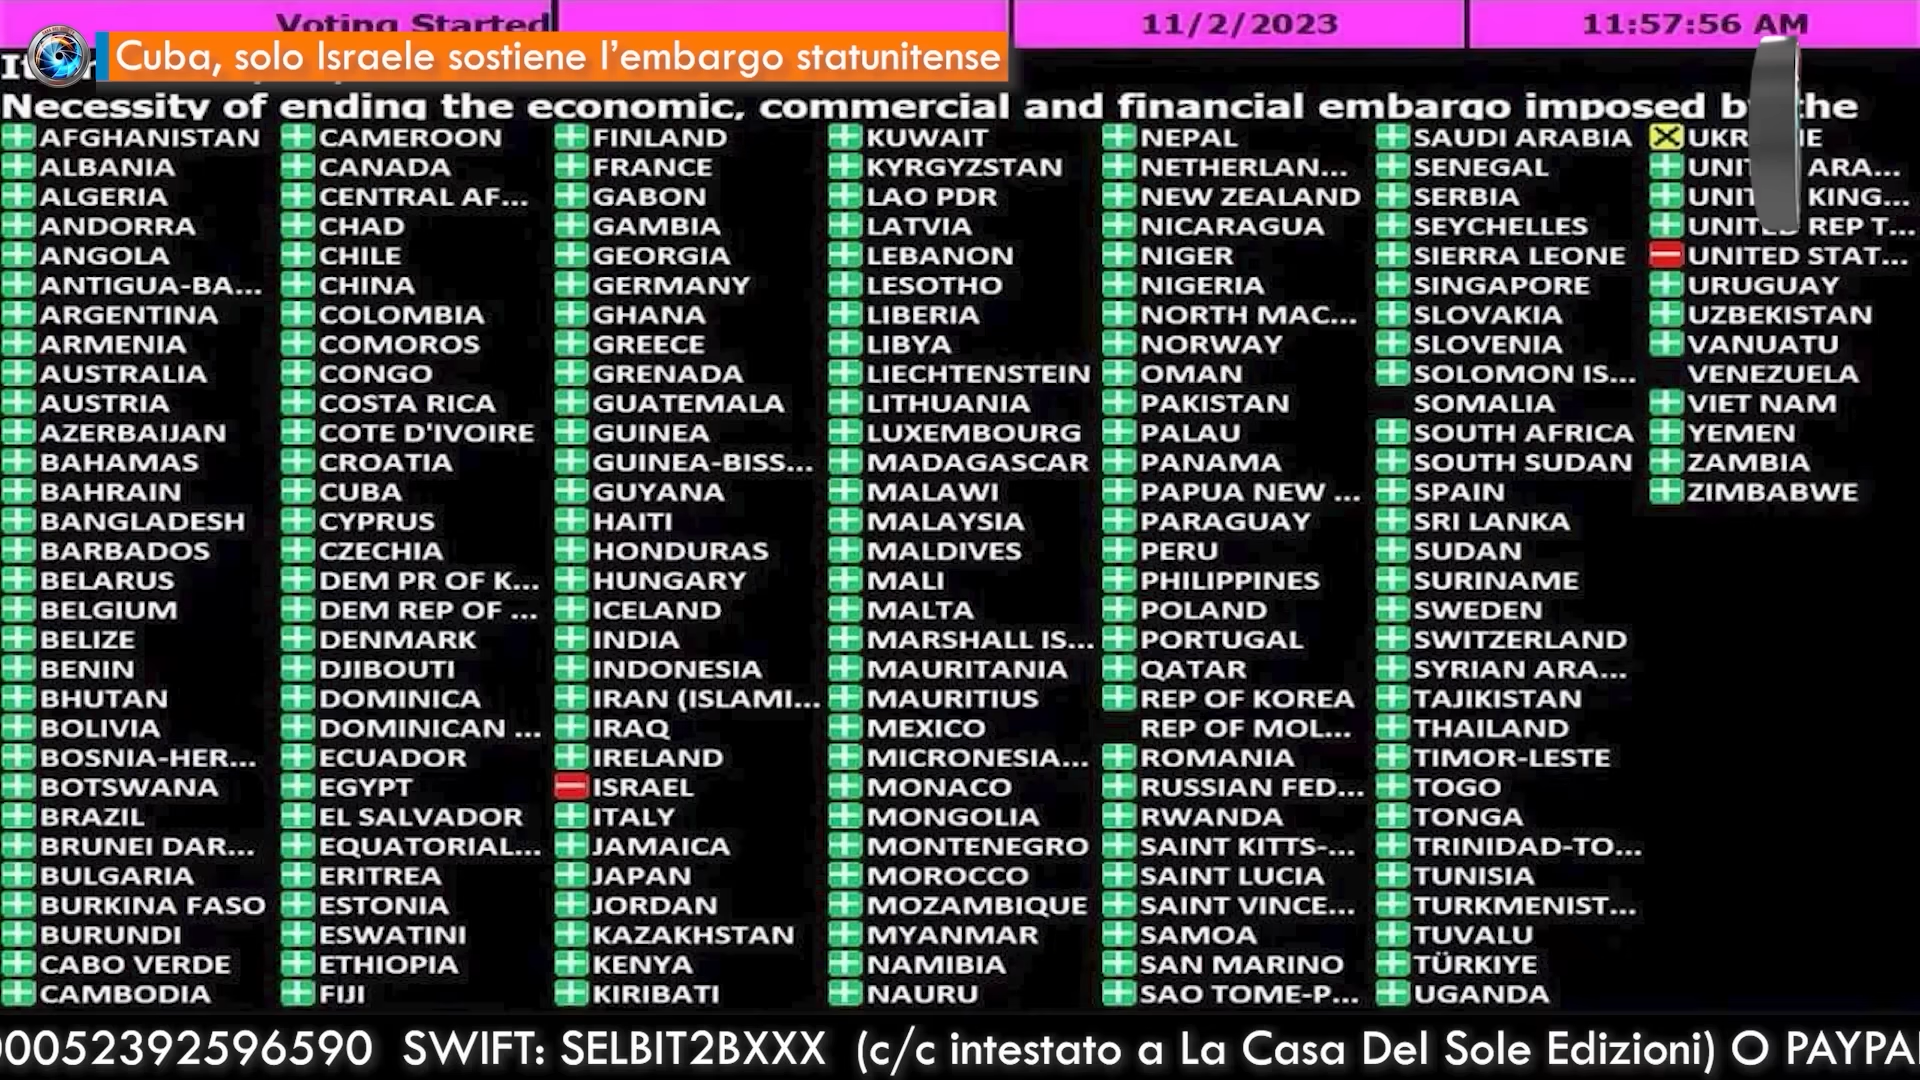 Voting Started
11/2/2023
11:57:56 AM
Cuba, solo Israele sostiene l’embargo statunitense
Necessity of ending the economic, commercial and financial embargo imposed by the
AFGHANISTAN
ALBANIA
ALGERIA
ANDORRA
ANGOLA
ANTIGUA-BA...
ARGENTINA
ARMENIA
AUSTRALIA
AUSTRIA
AZERBAIJAN
BAHAMAS
BAHRAIN
BANGLADESH
BARBADOS
BELARUS
BELGIUM
BELIZE
BENIN
BHUTAN
BOLIVIA
BOSNIA-HER...
BOTSWANA
BRAZIL
BRUNEI DAR...
BULGARIA
BURKINA FASO
BURUNDI
CABO VERDE
CAMBODIA
CAMEROON
CANADA
CENTRAL AF...
CHAD
CHILE
CHINA
COLOMBIA
COMOROS
CONGO
COSTA RICA
COTE D'IVOIRE
CROATIA
CUBA
CYPRUS
CZECHIA
DEM PR OF K...
DEM REP OF ...
DENMARK
DJIBOUTI
DOMINICA
DOMINICAN ...
ECUADOR
EGYPT
EL SALVADOR
EQUATORIAL...
ERITREA
ESTONIA
ESWATINI
ETHIOPIA
FIJI
FINLAND
FRANCE
GABON
GAMBIA
GEORGIA
GERMANY
GHANA
GREECE
GRENADA
GUATEMALA
GUINEA
GUINEA-BISS...
GUYANA
HAITI
HONDURAS
HUNGARY
ICELAND
INDIA
INDONESIA
IRAN (ISLAMI...
IRAQ
IRELAND
ISRAEL
ITALY
JAMAICA
JAPAN
JORDAN
KAZAKHSTAN
KENYA
KIRIBATI
KUWAIT
KYRGYZSTAN
LAO PDR
LATVIA
LEBANON
LESOTHO
LIBERIA
LIBYA
LIECHTENSTEIN
LITHUANIA
LUXEMBOURG
MADAGASCAR
MALAWI
MALAYSIA
MALDIVES
MALI
MALTA
MARSHALL IS...
MAURITANIA
MAURITIUS
MEXICO
MICRONESIA...
MONACO
MONGOLIA
MONTENEGRO
MOROCCO
MOZAMBIQUE
MYANMAR
NAMIBIA
NAURU
NEPAL
NETHERLAN...
NEW ZEALAND
NICARAGUA
NIGER
NIGERIA
NORTH MAC...
NORWAY
OMAN
PAKISTAN
PALAU
PANAMA
PAPUA NEW ...
PARAGUAY
PERU
PHILIPPINES
POLAND
PORTUGAL
QATAR
REP OF KOREA
REP OF MOL...
ROMANIA
RUSSIAN FED...
RWANDA
SAINT KITTS-...
SAINT LUCIA
SAINT VINCE...
SAMOA
SAN MARINO
SAO TOME-P...
SAUDI ARABIA
SENEGAL
SERBIA
SEYCHELLES
SIERRA LEONE
SINGAPORE
SLOVAKIA
SLOVENIA
SOLOMON IS...
SOMALIA
SOUTH AFRICA
SOUTH SUDAN
SPAIN
SRI LANKA
SUDAN
SURINAME
SWEDEN
SWITZERLAND
SYRIAN ARA...
TAJIKISTAN
THAILAND
TIMOR-LESTE
TOGO
TONGA
TRINIDAD-TO...
TUNISIA
TURKMENIST...
TUVALU
TÜRKIYE
UGANDA
UKRAINE
UNITED ARA...
UNITED KING...
UNITED REP T...
UNITED STAT...
URUGUAY
UZBEKISTAN
VANUATU
VENEZUELA
VIET NAM
YEMEN
ZAMBIA
ZIMBABWE
00052392596590 SWIFT: SELBIT2BXXX (c/c intestato a La Casa Del Sole Edizioni) O PAYPAL